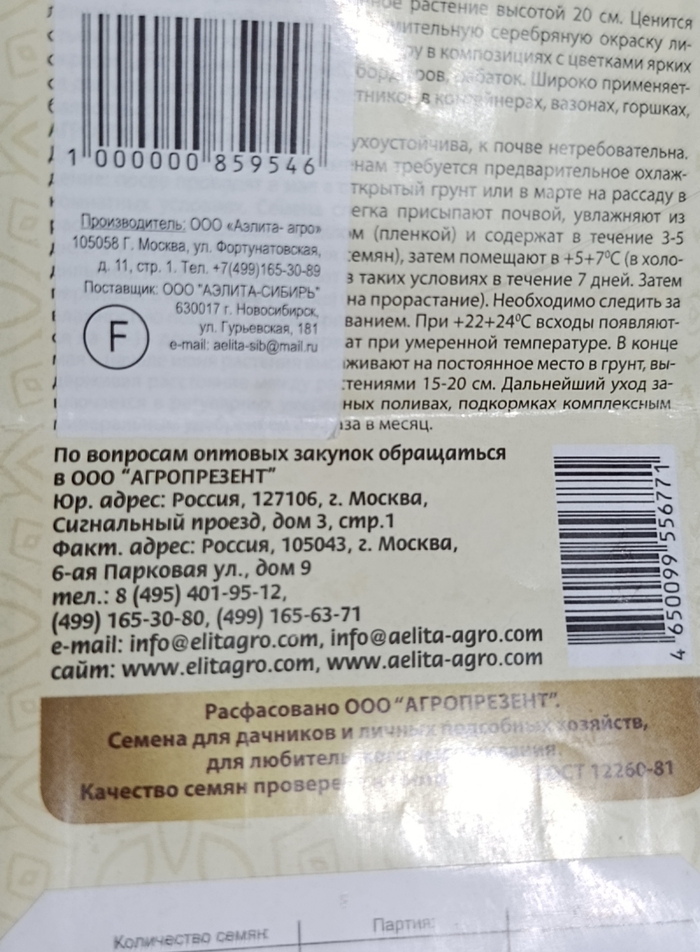 растение высотой 20 см. Ценится
серебряную окраску ли-
в композициях с цветками ярких
Широко применяет-
в контейнерах, вазонах, горшках,
ухоустойчива, к почве нетребовательна.
нам требуется предварительное охлаж-
ткрытый грунт или в марте на рассаду в
егка присыпают почвой, увлажняют из
м (пленкой) и содержат в течение 3-5
семян), затем помещают в +5+7⁰С (в холо-
в таких условиях в течение 7 дней. Затем
на прорастание). Необходимо следить за
ванием. При +22+24⁰С всходы появляют-
ат при умеренной температуре. В конце
живают на постоянное место в грунт, вы-
тениями 15-20 см. Дальнейший уход за-
ных поливах, подкормках комплексным
аза в месяц.
1 000000 859546
Производитель: ООО «Аэлита- агро»
105058 Г. Москва, ул. Фортунатовская,
д. 11, стр. 1. Тел. +7(499)165-30-89
Поставщик: ООО "АЭЛИТА-СИБИРЬ"
630017 г. Новосибирск,
ул. Гурьевская, 181
e-mail: aelita-sib@mail.ru
F
По вопросам оптовых закупок обращаться
в ООО "АГРОПРЕЗЕНТ"
Юр. адрес: Россия, 127106, г. Москва,
Сигнальный проезд, дом 3, стр.1
Факт. адрес: Россия, 105043, г. Москва,
6-ая Парковая ул., дом 9
тел.: 8 (495) 401-95-12,
(499) 165-30-80, (499) 165-63-71
e-mail: info@elitagro.com, info@aelita-agro.com
сайт: www.elitagro.com, www.aelita-agro.com
4 650099 556771
Расфасовано ООО "АГРОПРЕЗЕНТ".
Семена для дачников и личных подсобных хозяйств,
для любитель
Качество семян провере ГОСТ 12260-81
Количество семян:
Партия: